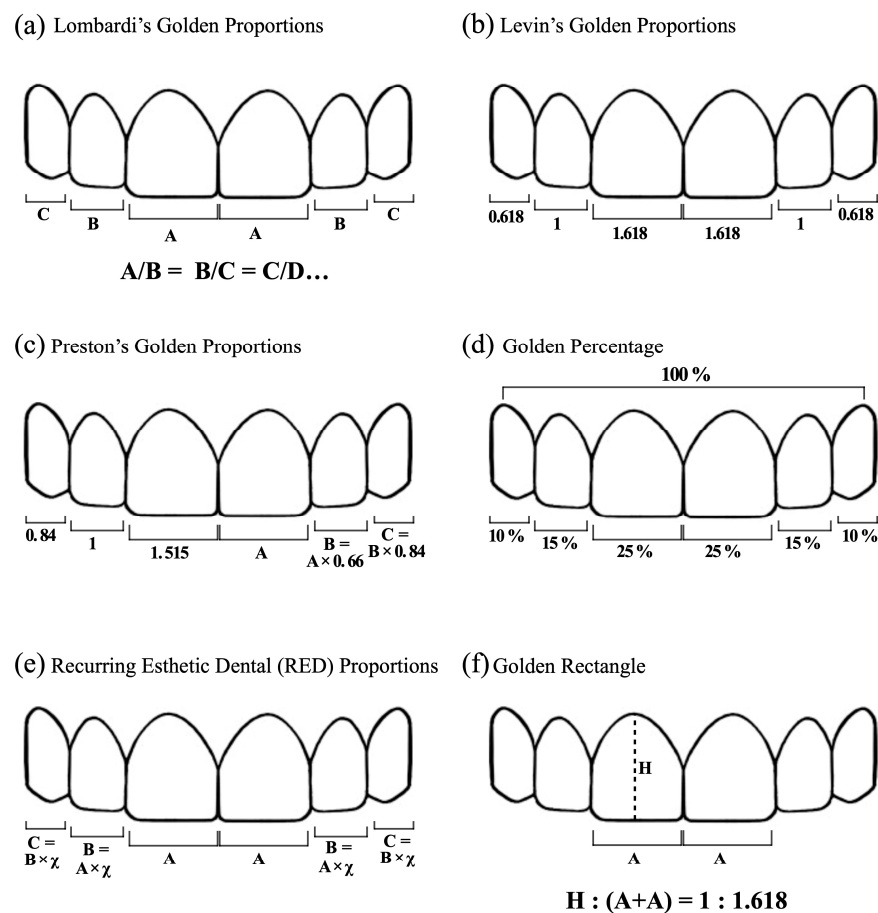 (a) Lombardi's Golden Proportions
C B A A B C
A/B = B/C = C/D...
(b) Levin's Golden Proportions
0.618 1 1.618 1.618 1 0.618
(c) Preston's Golden Proportions
0.84 1 1.515 A B = A × 0.66 C = B × 0.84
(d) Golden Percentage
100 %
10 % 15 % 25 % 25 % 15 % 10 %
(e) Recurring Esthetic Dental (RED) Proportions
C = B × χ B = A × χ A A B = A × χ C = B × χ
(f) Golden Rectangle
H
A A
H : (A+A) = 1 : 1.618